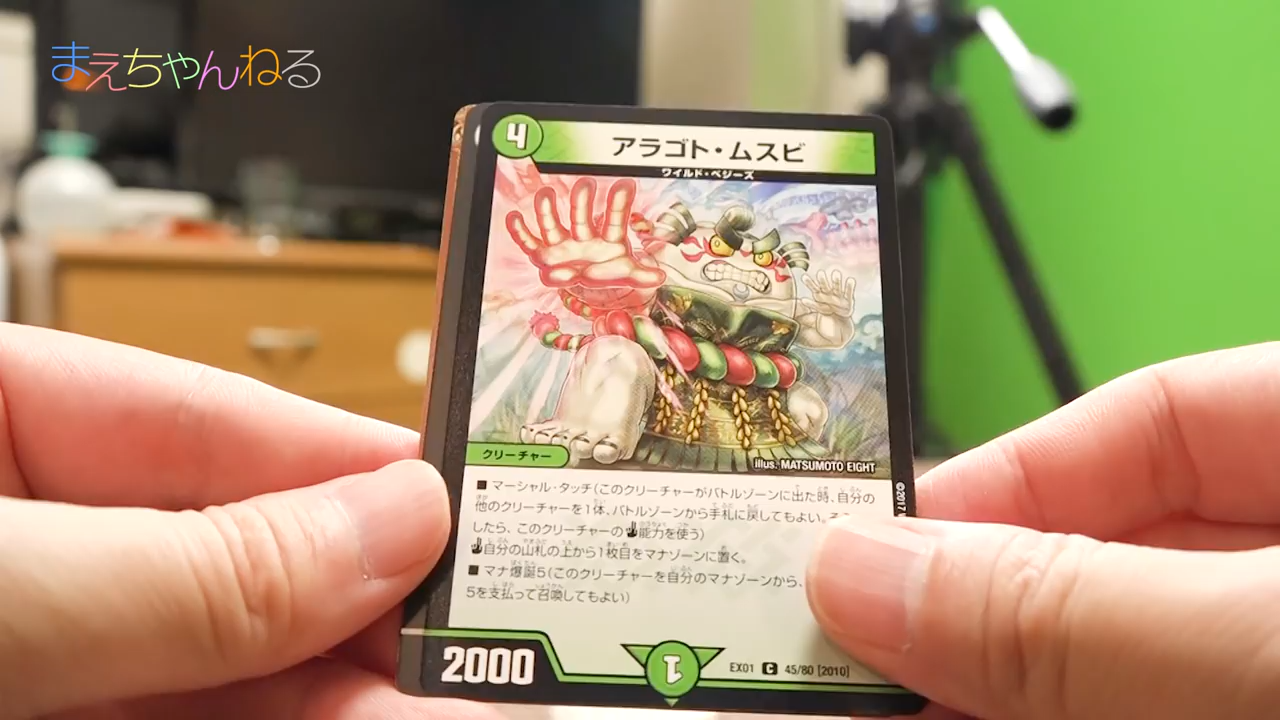 まえちゃんねる
4
アラゴト・ムスビ
ワイルド・ベジーズ
クリーチャー
illus. MATSUMOTO EIGHT
©2017
■マーシャル・タッチ(このクリーチャーがバトルゾーンに出た時、自分の
他のクリーチャーを1体、バトルゾーンから手札に戻してもよい。そう
したら、このクリーチャーの能力を使う)
自分の山札の上から1枚目をマナゾーンに置く。
■マナ爆誕5(このクリーチャーを自分のマナゾーンから、
5を支払って召喚してもよい)
2000
1
EX01 C 45/80 [2010]